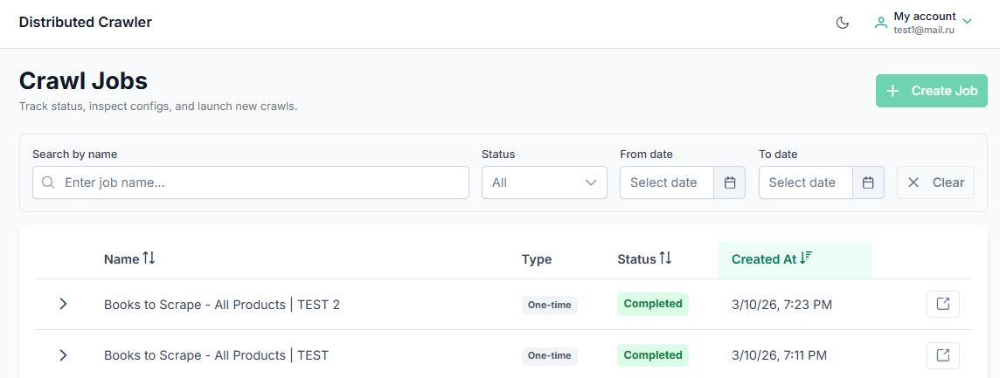 Distributed Crawler
My account
test1@mail.ru
Crawl Jobs
Track status, inspect configs, and launch new crawls.
Create Job
Search by name
Status
From date
To date
Enter job name...
All
Select date
Select date
Clear
Name
Type
Status
Created At
Books to Scrape - All Products | TEST 2
One-time
Completed
3/10/26, 7:23 PM
Books to Scrape - All Products | TEST
One-time
Completed
3/10/26, 7:11 PM